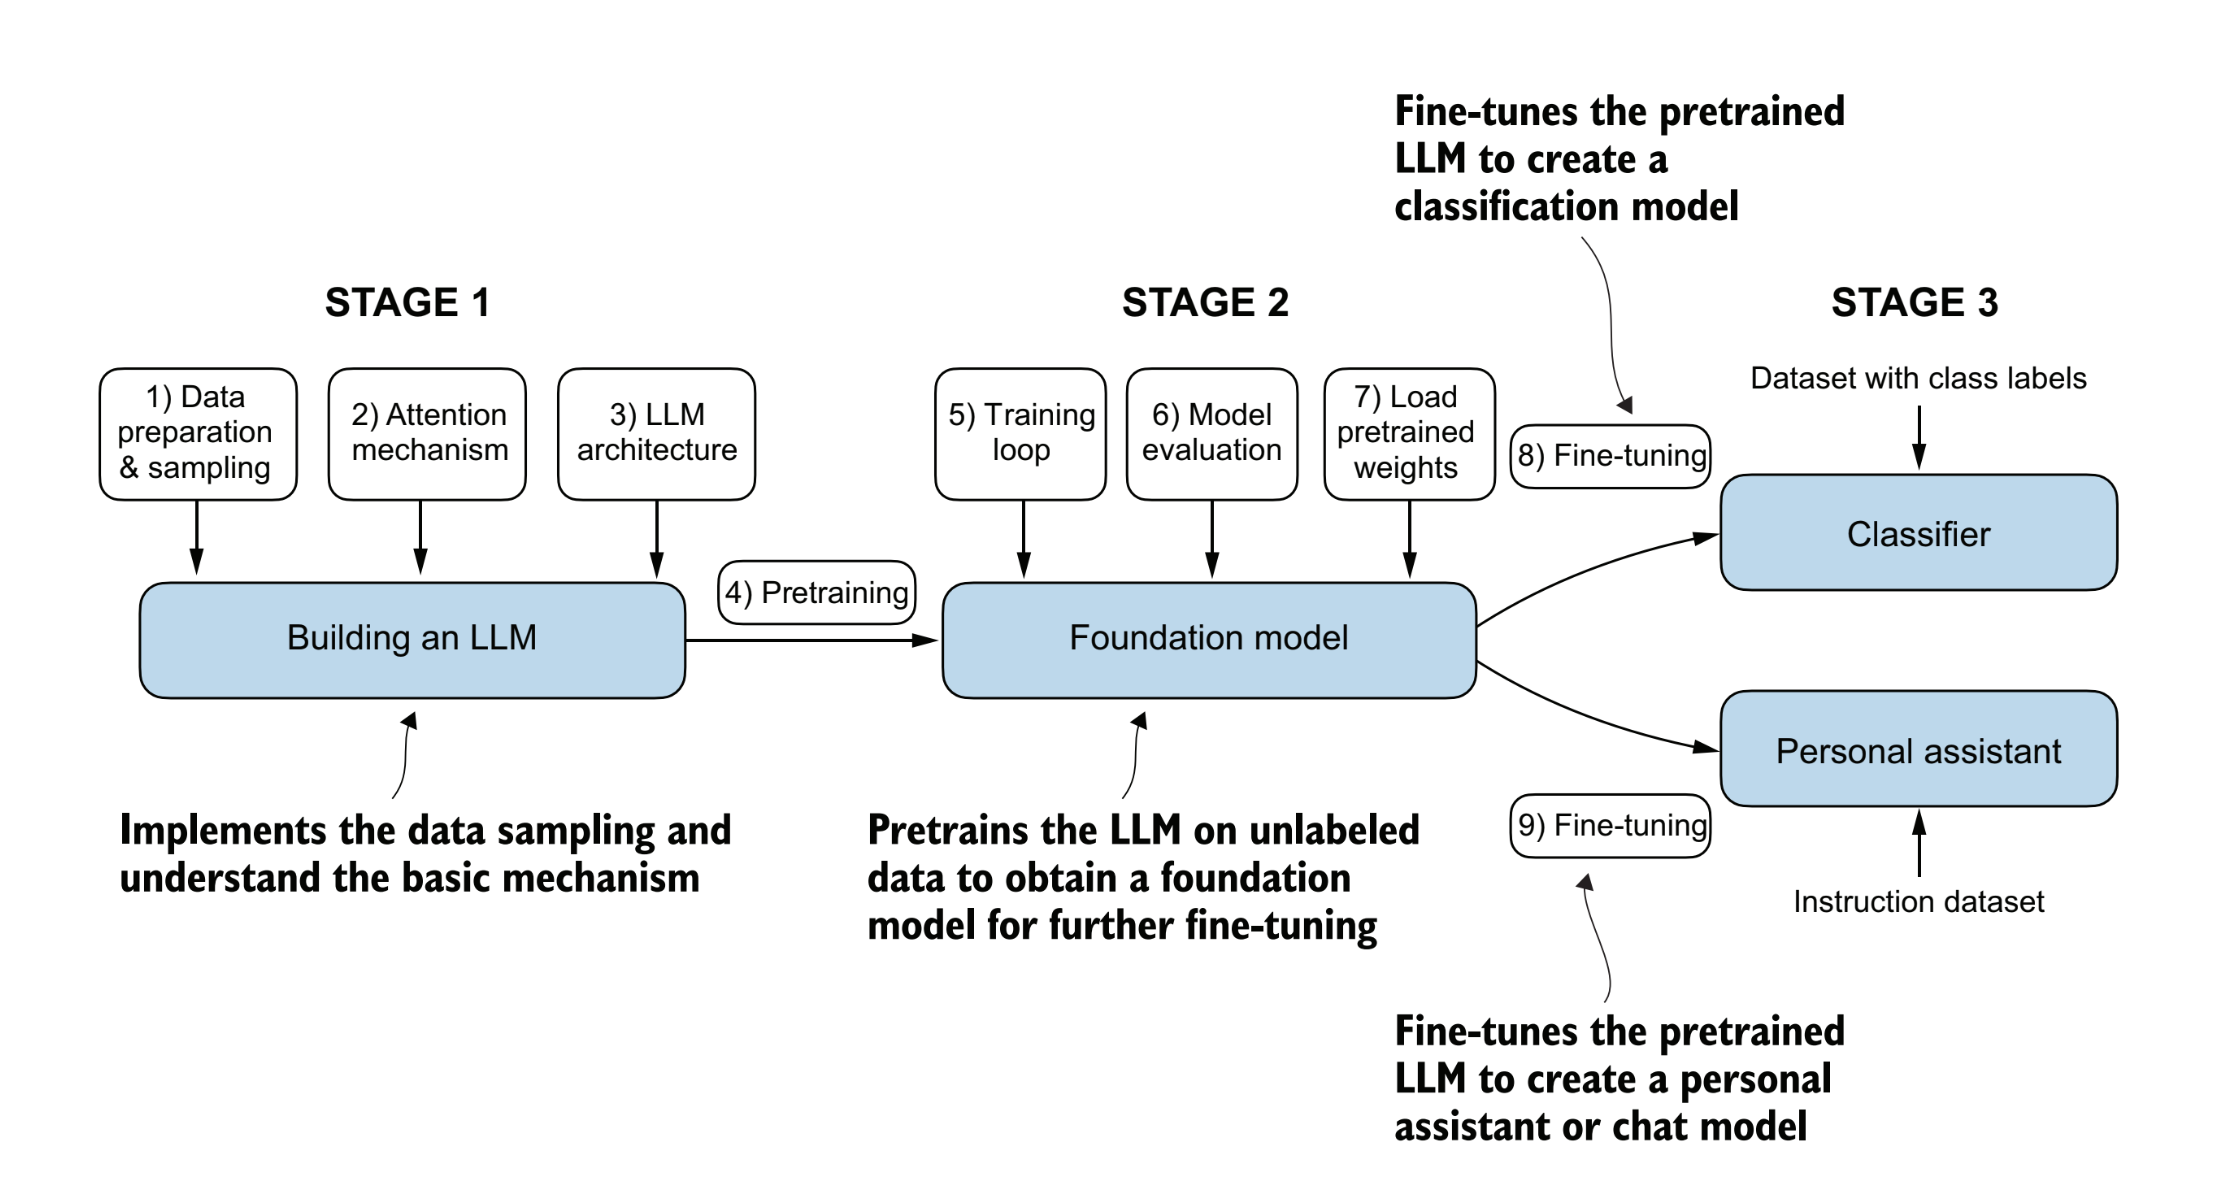 Fine-tunes the pretrained
LLM to create a
classification model
STAGE 1
STAGE 2
STAGE 3
1) Data
preparation
& sampling
2) Attention
mechanism
3) LLM
architecture
5) Training
loop
6) Model
evaluation
7) Load
pretrained
weights
8) Fine-tuning
Dataset with class labels
Classifier
4) Pretraining
Building an LLM
Foundation model
Personal assistant
9) Fine-tuning
Instruction dataset
Implements the data sampling and
understand the basic mechanism
Pretrains the LLM on unlabeled
data to obtain a foundation
model for further fine-tuning
Fine-tunes the pretrained
LLM to create a personal
assistant or chat model